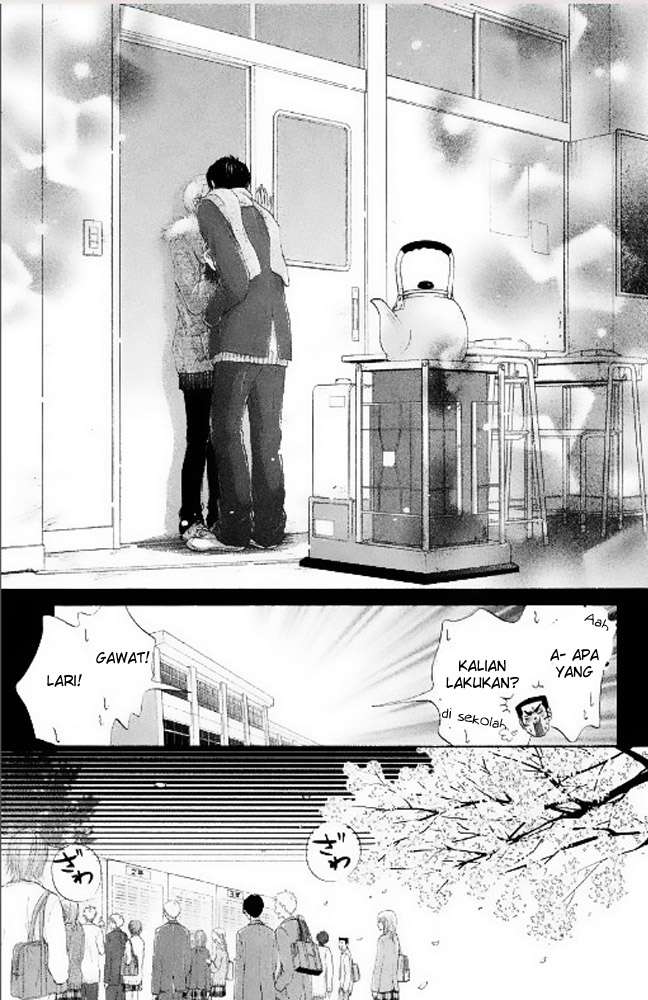 Aah
A- APA
YANG
KALIAN
LAKUKAN?
di sekolah
GAWAT!
LARI!
ざわ
ざわ